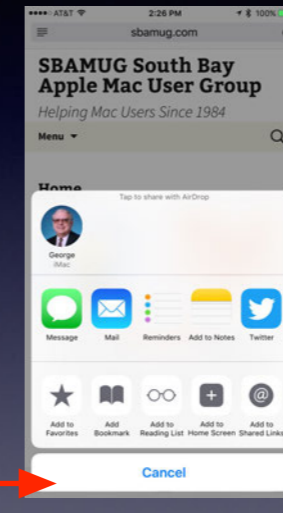 AT&T 2:26 PM 100%
sbamug.com
SBAMUG South Bay
Apple Mac User Group
Helping Mac Users Since 1984
Menu
Home
Tap to share with AirDrop
George
iMac
Message Mail Reminders Add to Notes Twitter
Add to Favorites Add Bookmark Add to Reading List Add to Home Screen Add to Shared Links
Cancel